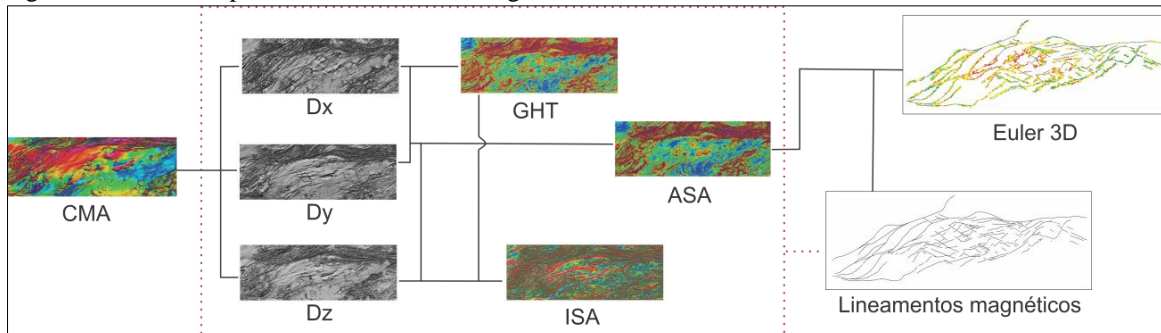 CMA
Dx
Dy
Dz
GHT
ASA
ISA
Euler 3D
Lineamentos magnéticos